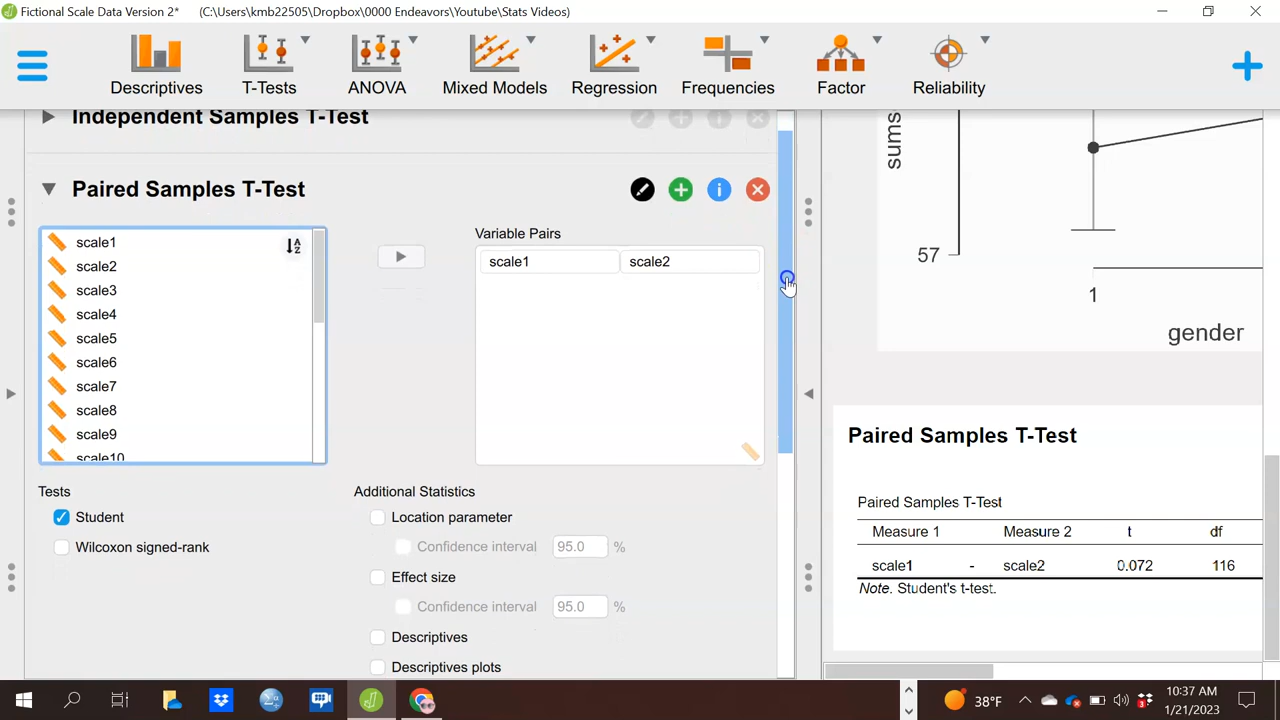 Fictional Scale Data Version 2* (C:\Users\kmb22505\Dropbox\0000 Endeavors\Youtube\Stats Videos)
Descriptives T-Tests ANOVA Mixed Models Regression Frequencies Factor Reliability
Independent Samples T-Test
Paired Samples T-Test
scale1
scale2
scale3
scale4
scale5
scale6
scale7
scale8
scale9
scale10
Variable Pairs
scale1 scale2
Tests
Student
Wilcoxon signed-rank
Additional Statistics
Location parameter
Confidence interval 95.0 %
Effect size
Confidence interval 95.0 %
Descriptives
Descriptives plots
sums
57
1
gender
Paired Samples T-Test
Paired Samples T-Test
Measure 1 Measure 2 t df
scale1 - scale2 0.072 116
Note. Student's t-test.
38°F
10:37 AM
1/21/2023